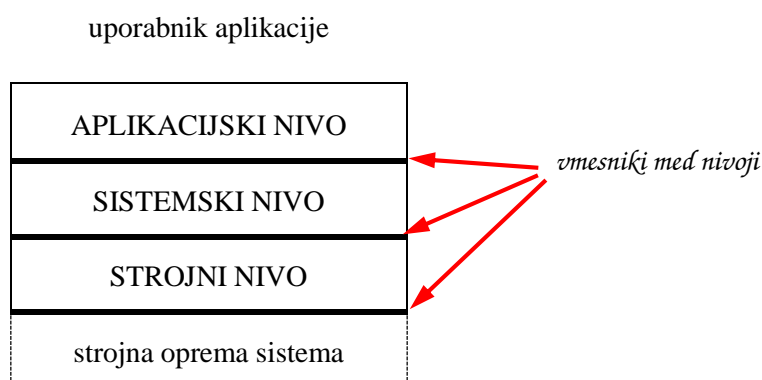 uporabnik aplikacije
APLIKACIJSKI NIVO
vmesniki med nivoji
SISTEMSKI NIVO
STROJNI NIVO
strojna oprema sistema